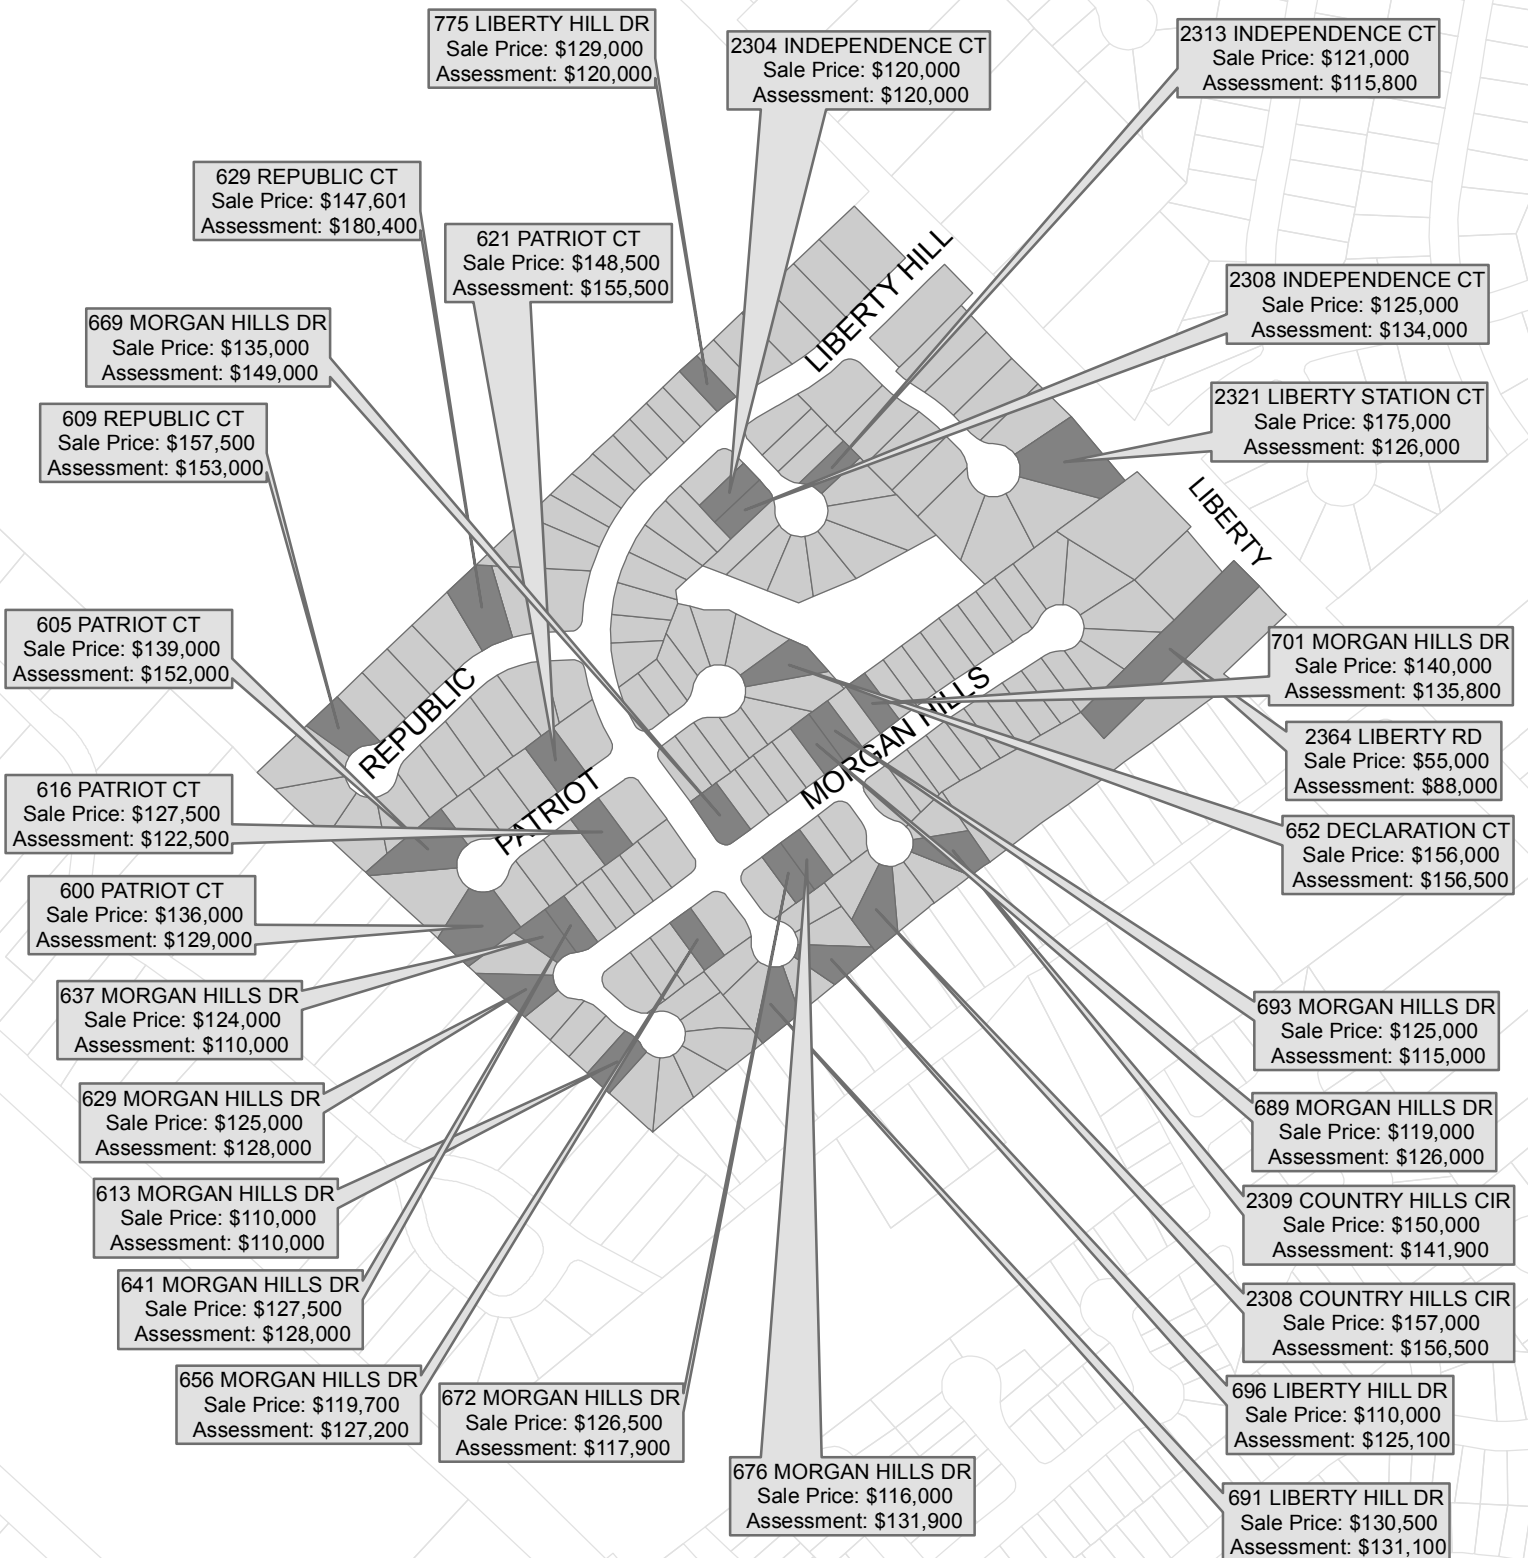 775 LIBERTY HILL DR
Sale Price: $129,000
Assessment: $120,000
2304 INDEPENDENCE CT
Sale Price: $120,000
Assessment: $120,000
2313 INDEPENDENCE CT
Sale Price: $121,000
Assessment: $115,800
629 REPUBLIC CT
Sale Price: $147,601
Assessment: $180,400
621 PATRIOT CT
Sale Price: $148,500
Assessment: $155,500
LIBERTY HILL
2308 INDEPENDENCE CT
Sale Price: $125,000
Assessment: $134,000
669 MORGAN HILLS DR
Sale Price: $135,000
Assessment: $149,000
2321 LIBERTY STATION CT
Sale Price: $175,000
Assessment: $126,000
609 REPUBLIC CT
Sale Price: $157,500
Assessment: $153,000
LIBERTY
605 PATRIOT CT
Sale Price: $139,000
Assessment: $152,000
701 MORGAN HILLS DR
Sale Price: $140,000
Assessment: $135,800
REPUBLIC
MORGAN HILLS
2364 LIBERTY RD
Sale Price: $55,000
Assessment: $88,000
616 PATRIOT CT
Sale Price: $127,500
Assessment: $122,500
PATRIOT
652 DECLARATION CT
Sale Price: $156,000
Assessment: $156,500
600 PATRIOT CT
Sale Price: $136,000
Assessment: $129,000
637 MORGAN HILLS DR
Sale Price: $124,000
Assessment: $110,000
693 MORGAN HILLS DR
Sale Price: $125,000
Assessment: $115,000
629 MORGAN HILLS DR
Sale Price: $125,000
Assessment: $128,000
689 MORGAN HILLS DR
Sale Price: $119,000
Assessment: $126,000
613 MORGAN HILLS DR
Sale Price: $110,000
Assessment: $110,000
2309 COUNTRY HILLS CIR
Sale Price: $150,000
Assessment: $141,900
641 MORGAN HILLS DR
Sale Price: $127,500
Assessment: $128,000
2308 COUNTRY HILLS CIR
Sale Price: $157,000
Assessment: $156,500
656 MORGAN HILLS DR
Sale Price: $119,700
Assessment: $127,200
672 MORGAN HILLS DR
Sale Price: $126,500
Assessment: $117,900
696 LIBERTY HILL DR
Sale Price: $110,000
Assessment: $125,100
676 MORGAN HILLS DR
Sale Price: $116,000
Assessment: $131,900
691 LIBERTY HILL DR
Sale Price: $130,500
Assessment: $131,100